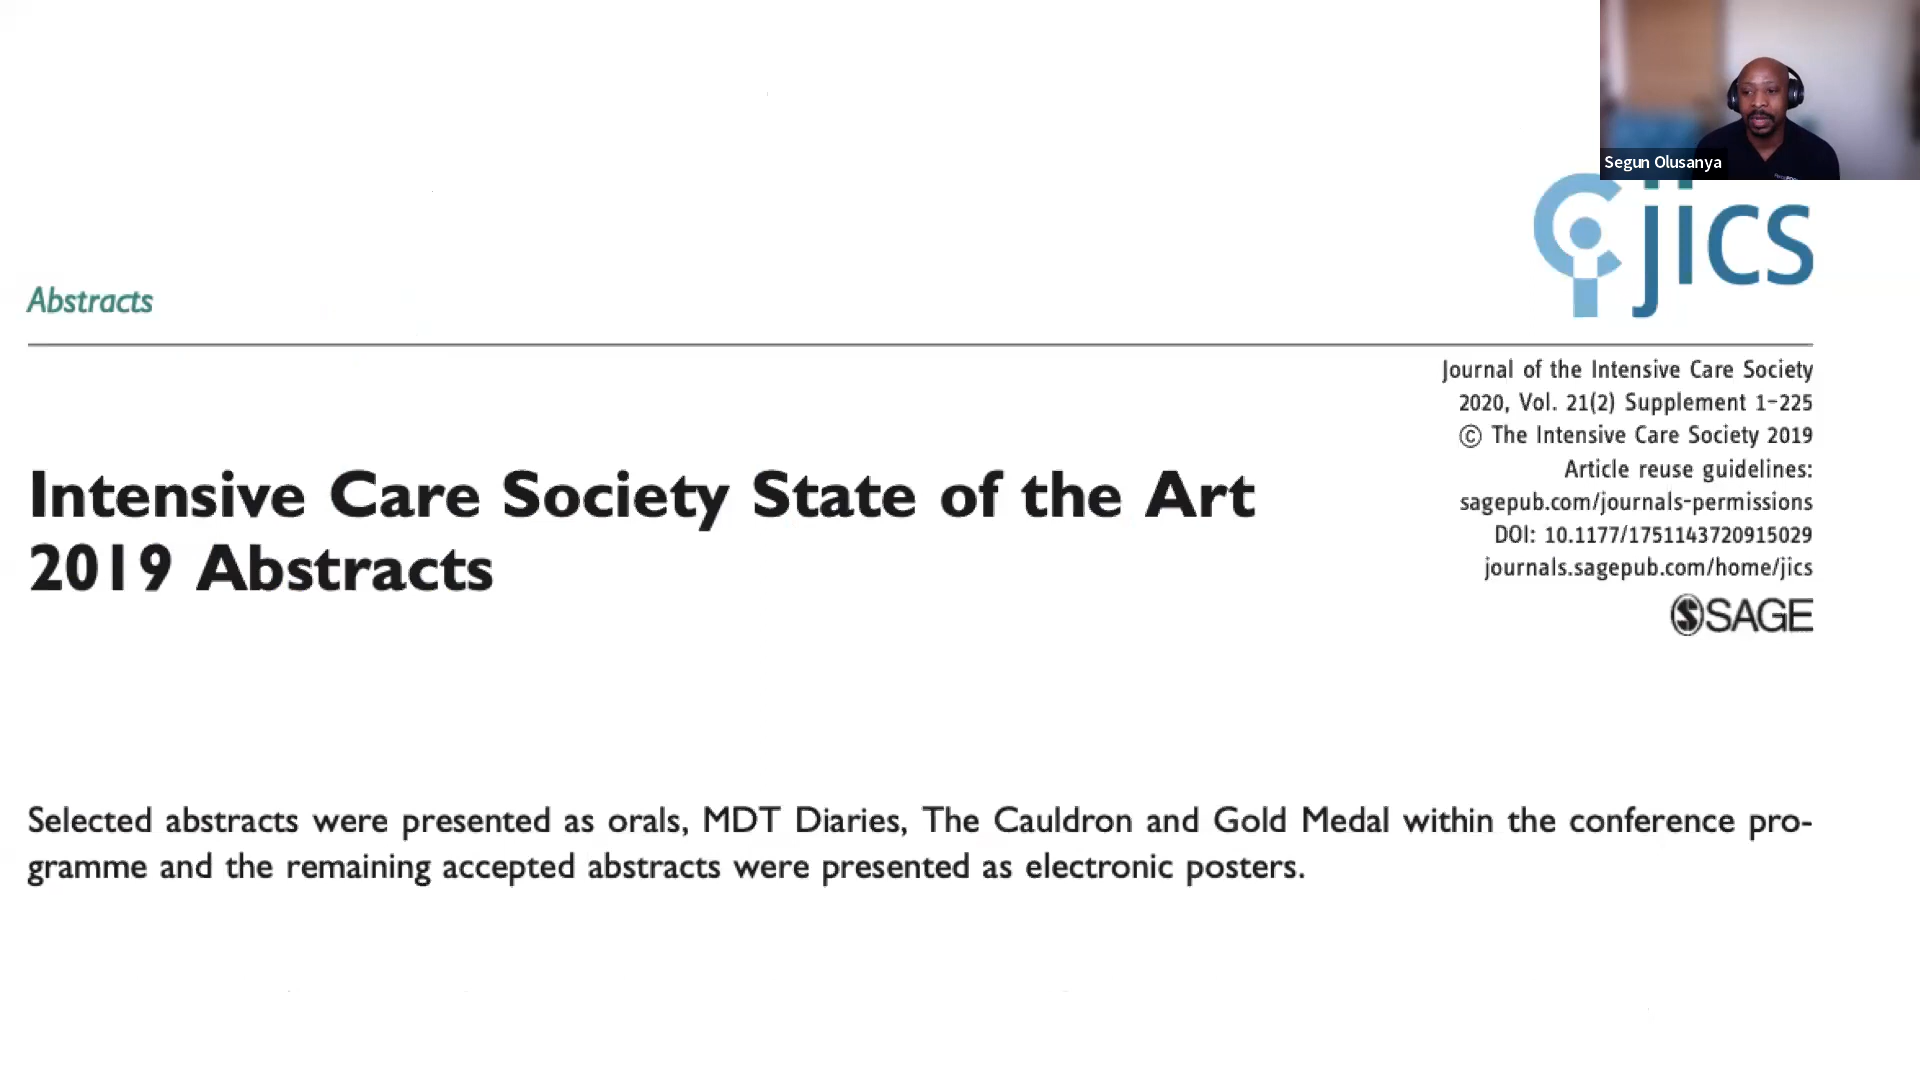 Segun Olusanya
jics
Abstracts
Journal of the Intensive Care Society
2020, Vol. 21(2) Supplement 1–225
© The Intensive Care Society 2019
Article reuse guidelines:
sagepub.com/journals-permissions
DOI: 10.1177/1751143720915029
journals.sagepub.com/home/jics
SAGE
Intensive Care Society State of the Art
2019 Abstracts
Selected abstracts were presented as orals, MDT Diaries, The Cauldron and Gold Medal within the conference pro-
gramme and the remaining accepted abstracts were presented as electronic posters.